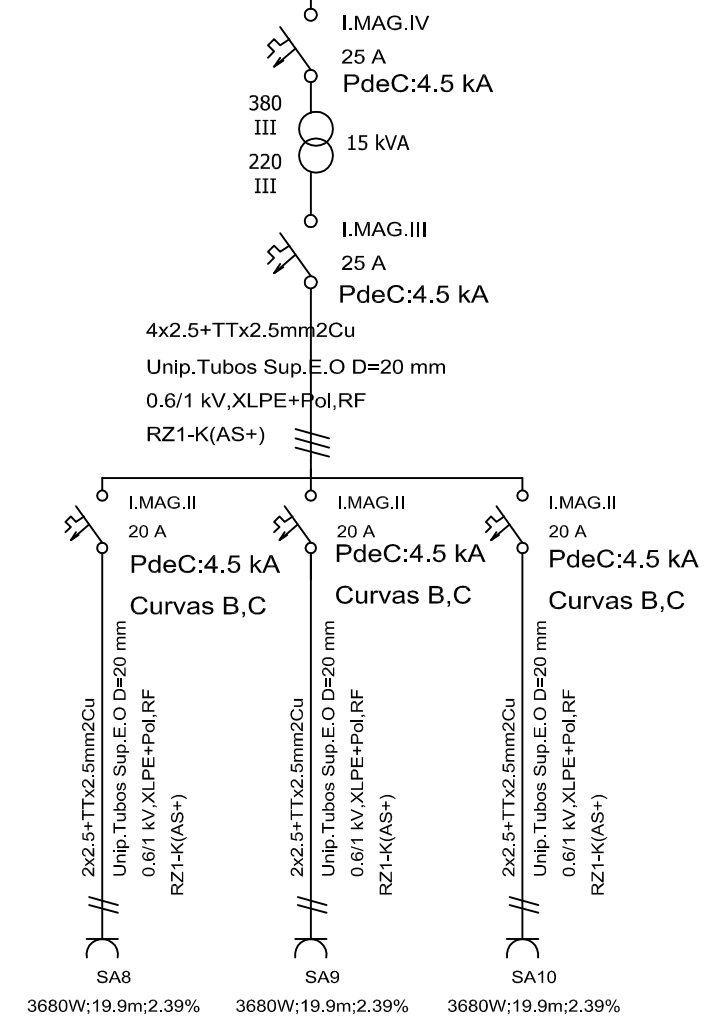 I.MAG.IV
25 A
PdeC:4.5 kA
380
III
15 kVA
220
III
I.MAG.III
25 A
PdeC:4.5 kA
4x2.5+TTx2.5mm2Cu
Unip.Tubos Sup.E.O D=20 mm
0.6/1 kV,XLPE+Pol,RF
RZ1-K(AS+)
I.MAG.II
20 A
PdeC:4.5 kA
Curvas B,C
2x2.5+TTx2.5mm2Cu
Unip.Tubos Sup.E.O D=20 mm
0.6/1 kV,XLPE+Pol,RF
RZ1-K(AS+)
SA8
3680W;19.9m;2.39%
I.MAG.II
20 A
PdeC:4.5 kA
Curvas B,C
2x2.5+TTx2.5mm2Cu
Unip.Tubos Sup.E.O D=20 mm
0.6/1 kV,XLPE+Pol,RF
RZ1-K(AS+)
SA9
3680W;19.9m;2.39%
I.MAG.II
20 A
PdeC:4.5 kA
Curvas B,C
2x2.5+TTx2.5mm2Cu
Unip.Tubos Sup.E.O D=20 mm
0.6/1 kV,XLPE+Pol,RF
RZ1-K(AS+)
SA10
3680W;19.9m;2.39%